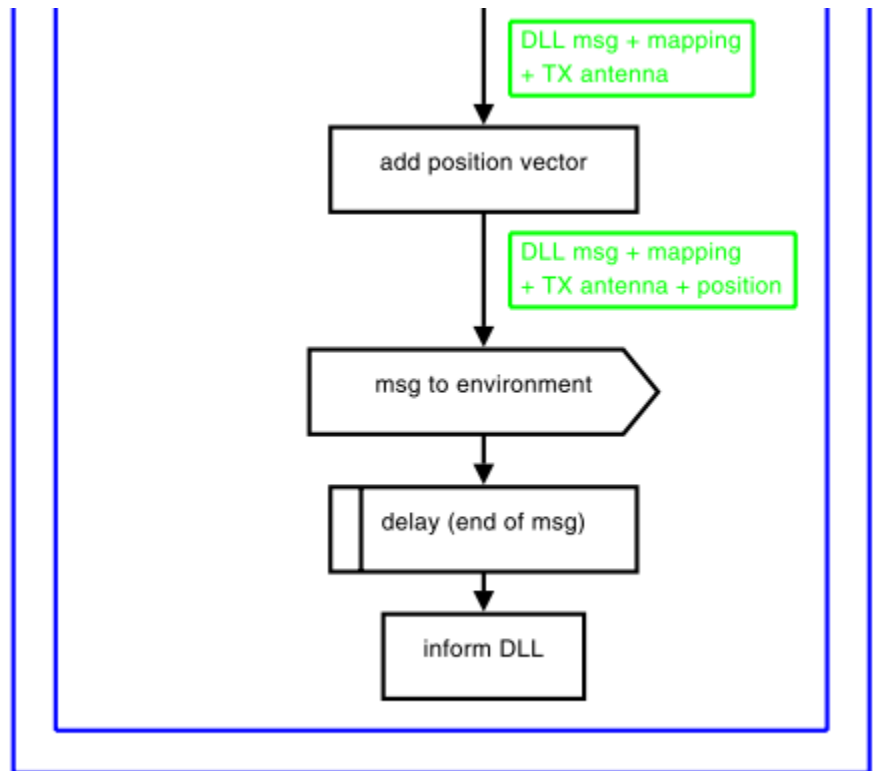 DLL msg + mapping
+ TX antenna
add position vector
DLL msg + mapping
+ TX antenna + position
msg to environment
delay (end of msg)
inform DLL